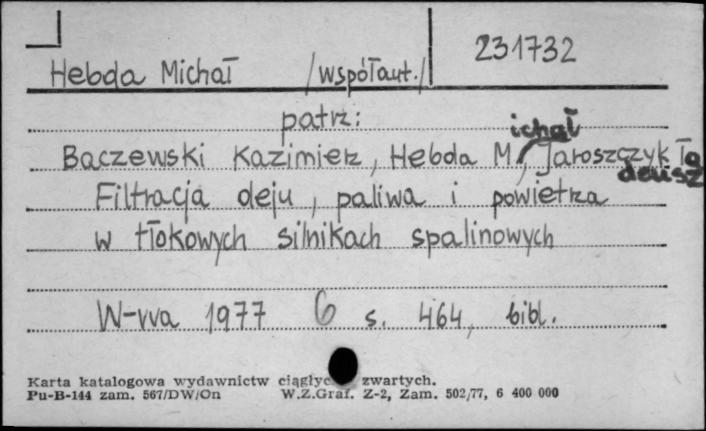 Hebda Michał /współaut./ 231732
patrz:
Baczewski Kazimierz, Hebda Michał, Jaroszczyk Tadeusz
Filtracja oleju, paliwa i powietrza
w tłokowych silnikach spalinowych
W-wa 1977 6 s. 464, bibl.
Karta katalogowa wydawnictw ciągłyc zwartych.
Pu-B-144 zam. 567/DW/On W.Z.Graf. Z-2, Zam. 502/77, 6 400 000